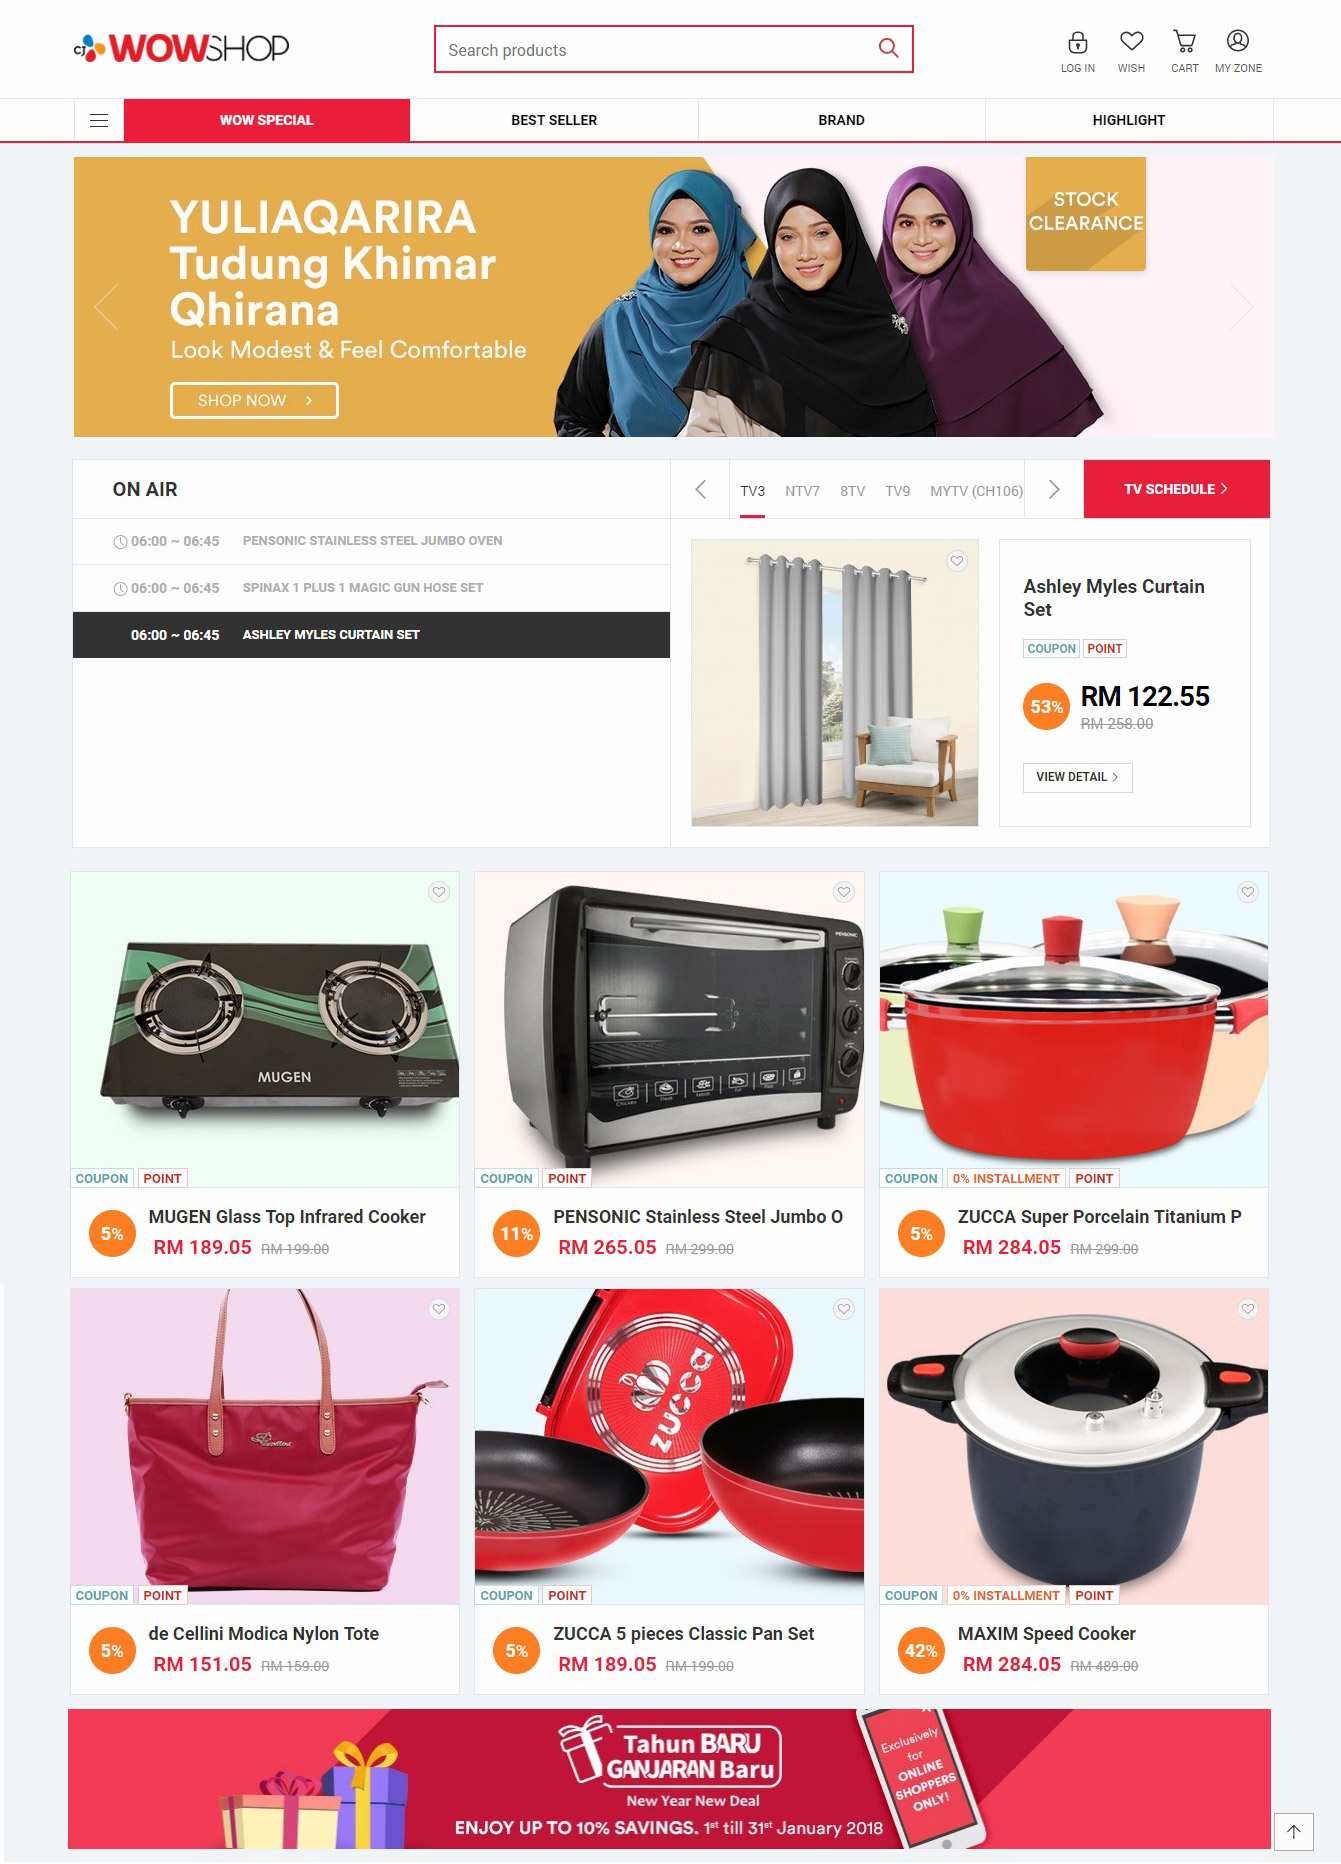 CJ WOWSHOP
Search products
LOG IN
WISH
CART
MY ZONE
WOW SPECIAL
BEST SELLER
BRAND
HIGHLIGHT
YULIAQARIRA
Tudung Khimar
Qhirana
Look Modest & Feel Comfortable
SHOP NOW
STOCK
CLEARANCE
ON AIR
06:00 ~ 06:45 PENSONIC STAINLESS STEEL JUMBO OVEN
06:00 ~ 06:45 SPINAX 1 PLUS 1 MAGIC GUN HOSE SET
06:00 ~ 06:45 ASHLEY MYLES CURTAIN SET
TV3 NTV7 8TV TV9 MYTV (CH106)
TV SCHEDULE
Ashley Myles Curtain
Set
COUPON POINT
53% RM 122.55
RM 258.00
VIEW DETAIL
MUGEN
COUPON POINT
5% MUGEN Glass Top Infrared Cooker
RM 189.05 RM 199.00
PENSONIC
Chicken Steak Kebab Fish Pizza Cake
COUPON POINT
11% PENSONIC Stainless Steel Jumbo O
RM 265.05 RM 299.00
COUPON 0% INSTALLMENT POINT
5% ZUCCA Super Porcelain Titanium P
RM 284.05 RM 299.00
COUPON POINT
5% de Cellini Modica Nylon Tote
RM 151.05 RM 159.00
zucca
COUPON POINT
5% ZUCCA 5 pieces Classic Pan Set
RM 189.05 RM 199.00
COUPON 0% INSTALLMENT POINT
42% MAXIM Speed Cooker
RM 284.05 RM 489.00
Tahun BARU
GANJARAN Baru
New Year New Deal
ENJOY UP TO 10% SAVINGS. 1st till 31st January 2018
Exclusively
for
ONLINE
SHOPPERS
ONLY!